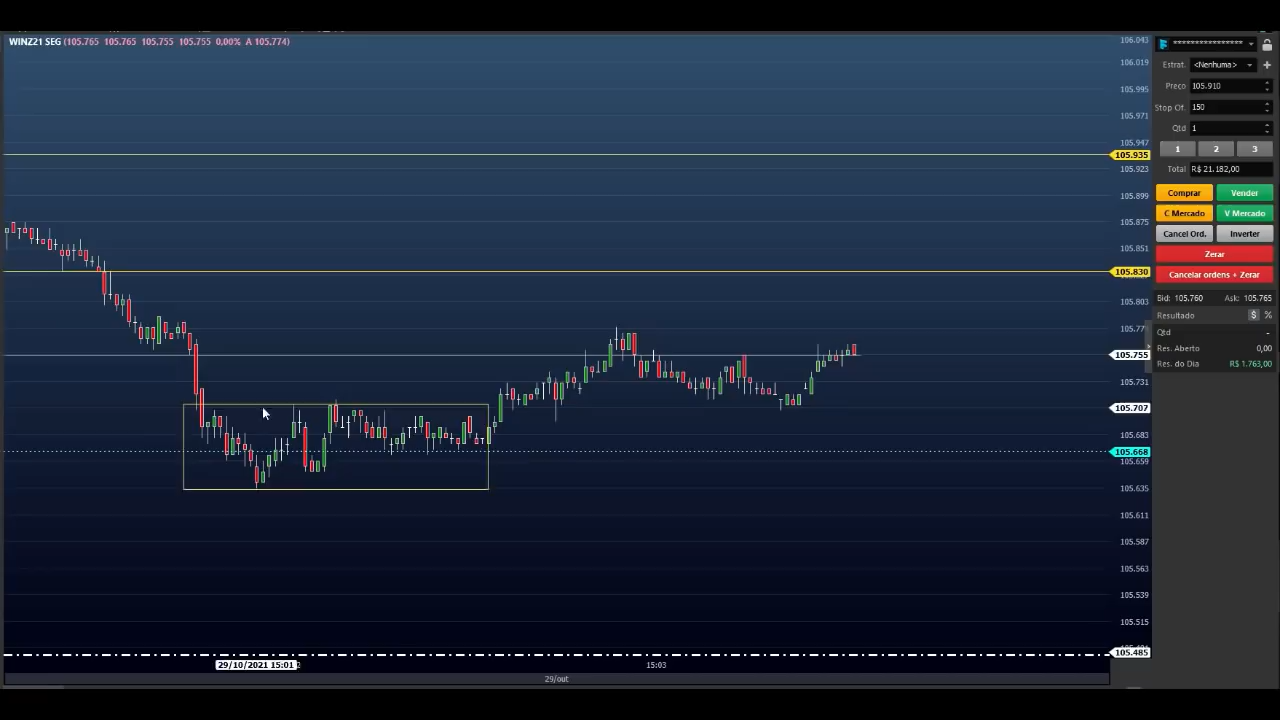 WINZ21 SEG (105.765 105.765 105.755 105.755 0,00% A 105.774)
106.043
106.019
105.995
105.971
105.947
105.935
105.923
105.899
105.875
105.851
105.830
105.803
105.755
105.731
105.707
105.683
105.668
105.659
105.635
105.611
105.587
105.563
105.539
105.515
105.485
29/10/2021 15:01
15:03
29/out
*****************
Estrat. <Nenhuma>
Preço 105.910
Stop Of. 150
Qtd 1
1 2 3
Total R$ 21.182,00
Comprar Vender
C Mercado V Mercado
Cancel Ord. Inverter
Zerar
Cancelar ordens + Zerar
Bid: 105.760 Ask: 105.765
Resultado $ %
Qtd -
Res. Aberto 0,00
Res. do Dia R$ 1.763,00